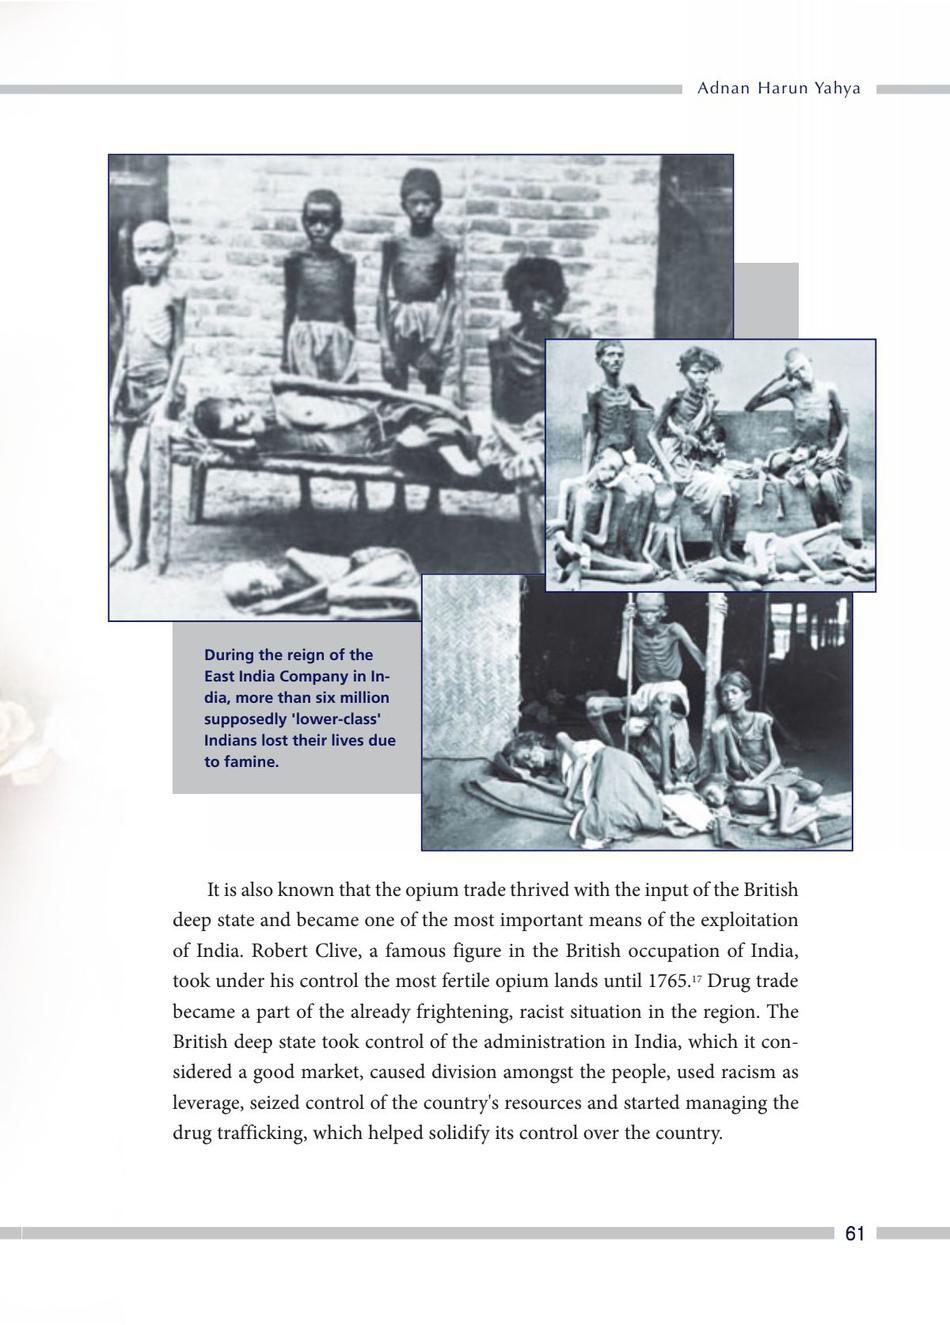 Adnan Harun Yahya
During the reign of the
East India Company in In-
dia, more than six million
supposedly 'lower-class'
Indians lost their lives due
to famine.
It is also known that the opium trade thrived with the input of the British
deep state and became one of the most important means of the exploitation
of India. Robert Clive, a famous figure in the British occupation of India,
took under his control the most fertile opium lands until 1765.17 Drug trade
became a part of the already frightening, racist situation in the region. The
British deep state took control of the administration in India, which it con-
sidered a good market, caused division amongst the people, used racism as
leverage, seized control of the country's resources and started managing the
drug trafficking, which helped solidify its control over the country.
61